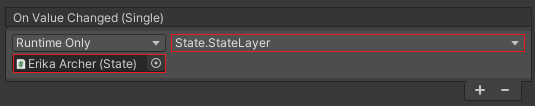 On Value Changed (Single)
Runtime Only
State.StateLayer
Erika Archer (State)